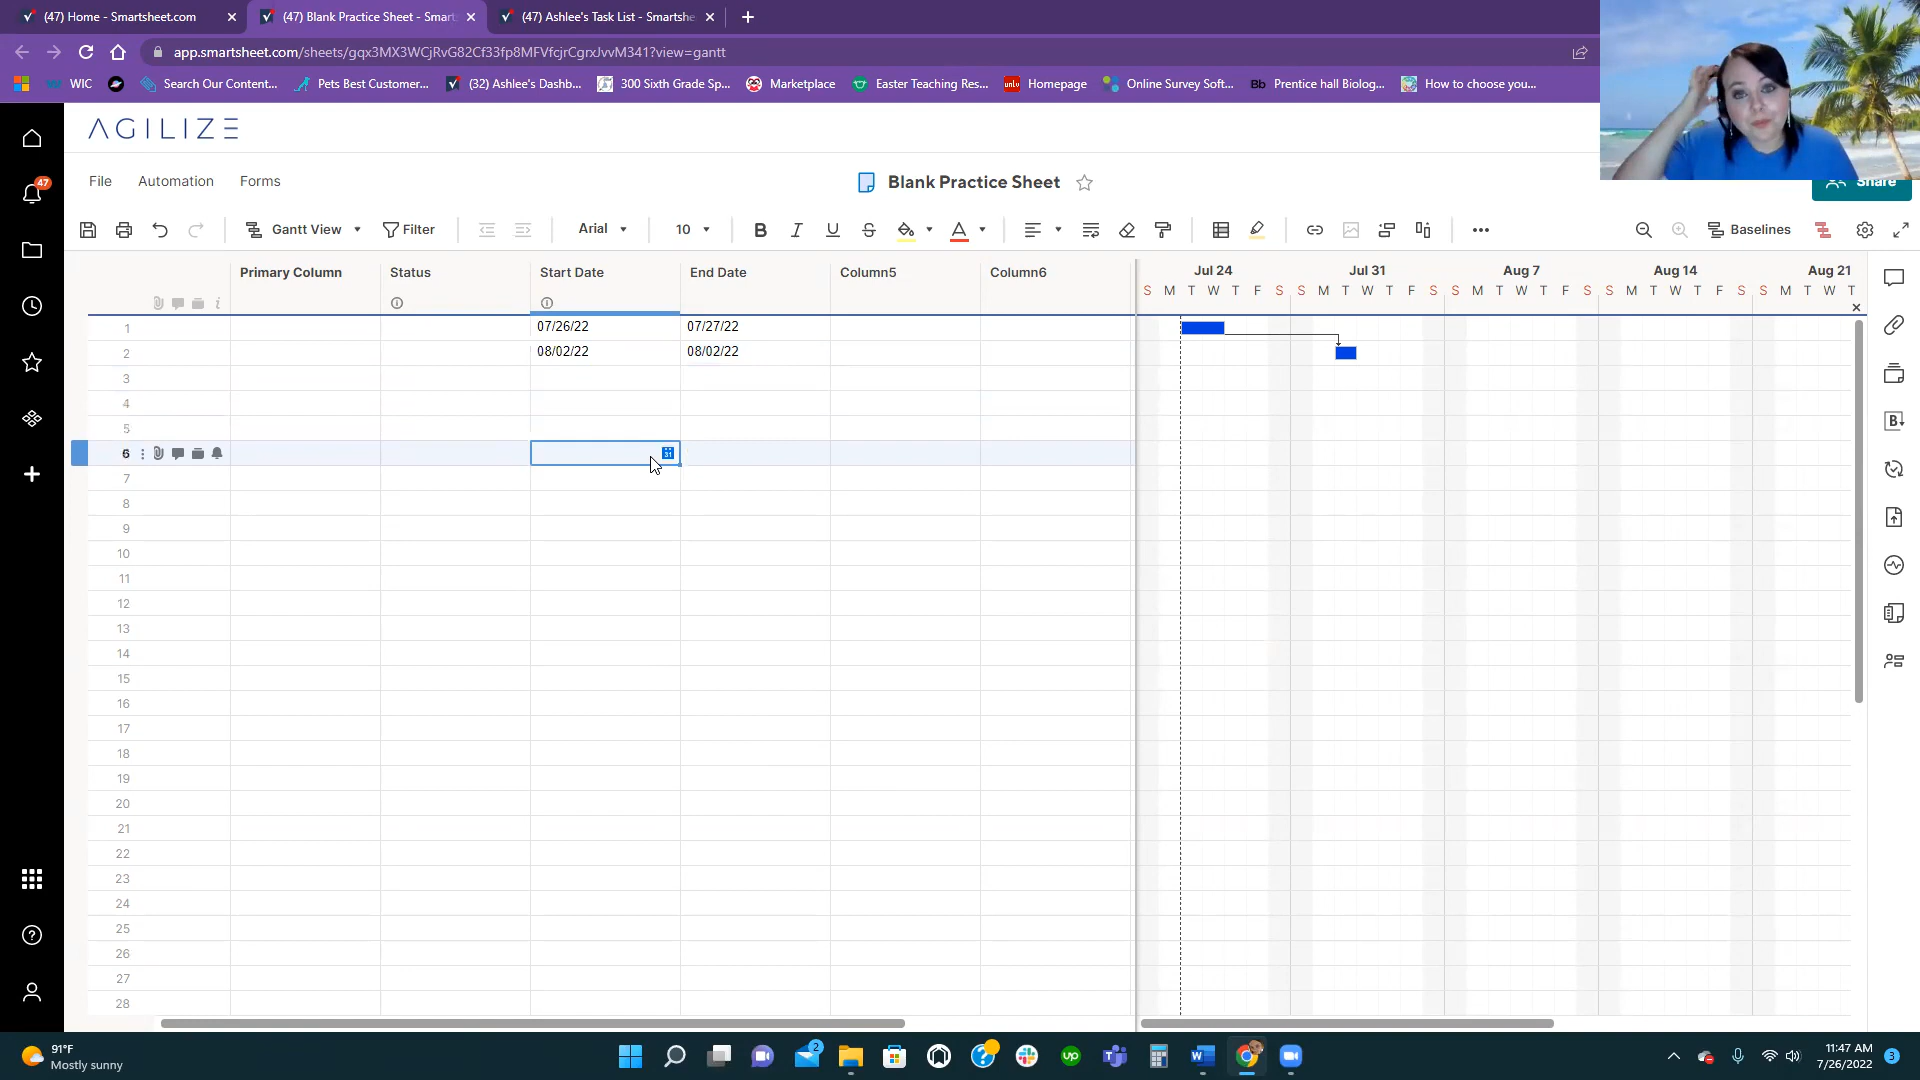 (47) Home - Smartsheet.com
(47) Blank Practice Sheet - Smart
(47) Ashlee's Task List - Smartshe
app.smartsheet.com/sheets/gqx3MX3WCjRvG82Cf33fp8MFVfcjrCgrxJvvM341?view=gantt
WIC
Search Our Content...
Pets Best Customer...
(32) Ashlee's Dashb...
300 Sixth Grade Sp...
Marketplace
Easter Teaching Res...
unlv
Homepage
Online Survey Soft...
Bb
Prentice hall Biolog...
How to choose you...
47
AGILIZE
File
Automation
Forms
Blank Practice Sheet
Share
Gantt View
Filter
Arial
10
B
I
U
S
A
Baselines
Primary Column
Status
Start Date
End Date
Column5
Column6
Jul 24
Jul 31
Aug 7
Aug 14
Aug 21
S M T W T F S S M T W T F S S M T W T F S S M T W T F S S M T W T
1 07/26/22 07/27/22
2 08/02/22 08/02/22
3
4
5
6 31
7
8
9
10
11
12
13
14
15
16
17
18
19
20
21
22
23
24
25
26
27
28
91°F
Mostly sunny
2
up
11:47 AM
7/26/2022
3